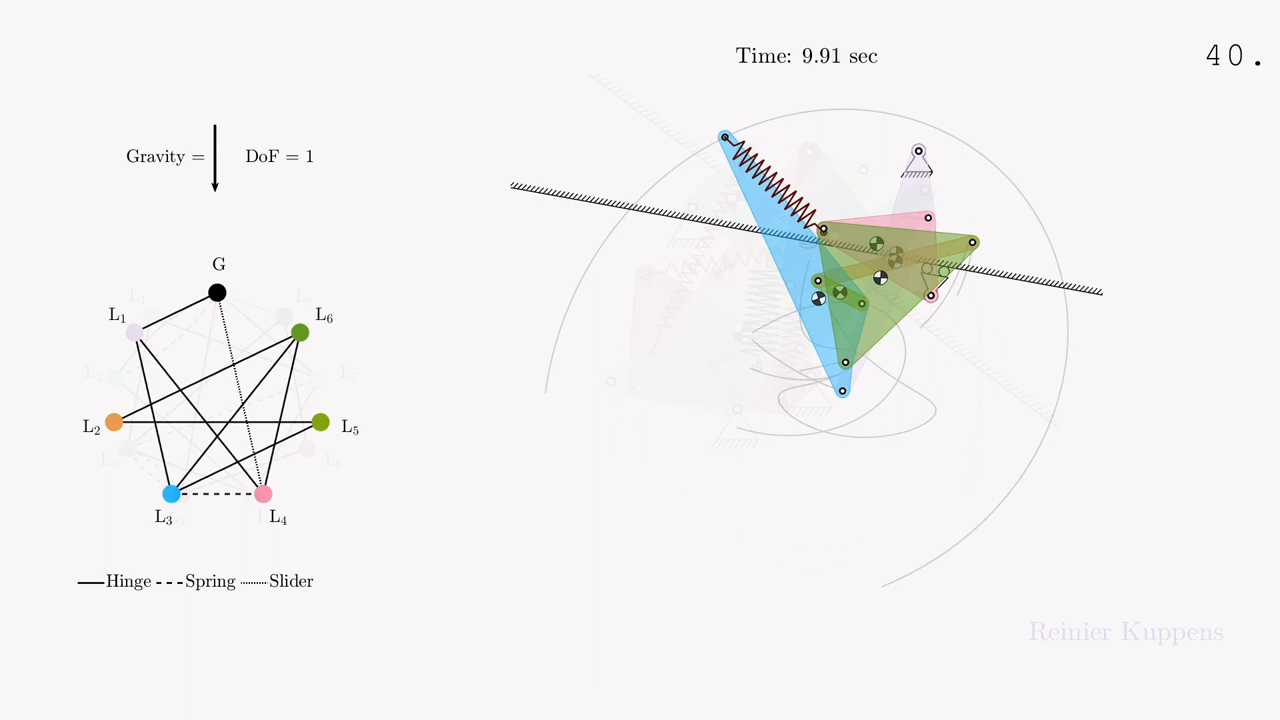 Time: 9.91 sec
40.
Gravity =
DoF = 1
G
L1
L6
L2
L5
L3
L4
Hinge
Spring
Slider
Reinier Kuppens